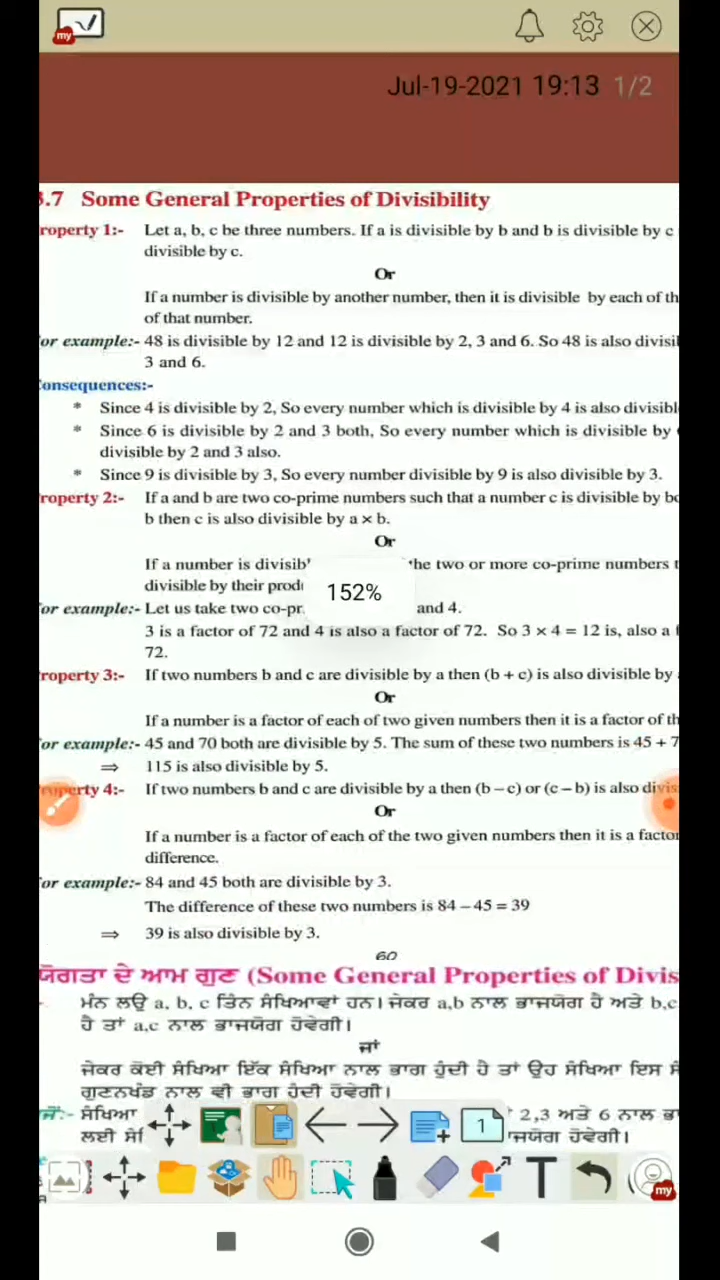 my
Jul-19-2021 19:13 1/2
.7 Some General Properties of Divisibility
roperty 1:- Let a, b, c be three numbers. If a is divisible by b and b is divisible by c
divisible by c.
Or
If a number is divisible by another number, then it is divisible by each of th
of that number.
or example:- 48 is divisible by 12 and 12 is divisible by 2, 3 and 6. So 48 is also divisil
3 and 6.
onsequences:-
* Since 4 is divisible by 2, So every number which is divisible by 4 is also divisibl
* Since 6 is divisible by 2 and 3 both, So every number which is divisible by
divisible by 2 and 3 also.
* Since 9 is divisible by 3, So every number divisible by 9 is also divisible by 3.
roperty 2:- If a and b are two co-prime numbers such that a number c is divisible by bo
b then c is also divisible by a × b.
Or
If a number is divisib the two or more co-prime numbers t
divisible by their prod
152%
or example:- Let us take two co-pr and 4.
3 is a factor of 72 and 4 is also a factor of 72. So 3 × 4 = 12 is, also a
72.
roperty 3:- If two numbers b and c are divisible by a then (b + c) is also divisible by
Or
If a number is a factor of each of two given numbers then it is a factor of th
or example:- 45 and 70 both are divisible by 5. The sum of these two numbers is 45 + 7
⇒ 115 is also divisible by 5.
operty 4:- If two numbers b and c are divisible by a then (b – c) or (c – b) is also divis
Or
If a number is a factor of each of the two given numbers then it is a factor
difference.
or example:- 84 and 45 both are divisible by 3.
The difference of these two numbers is 84 – 45 = 39
⇒ 39 is also divisible by 3.
60
ਯੋਗਤਾ ਦੇ ਆਮ ਗੁਣ (Some General Properties of Divis
ਮੰਨ ਲਉ a, b, c ਤਿੰਨ ਸੰਖਿਆਵਾਂ ਹਨ। ਜੇਕਰ a,b ਨਾਲ ਭਾਜਯੋਗ ਹੈ ਅਤੇ b,c
ਹੈ ਤਾਂ a,c ਨਾਲ ਭਾਜਯੋਗ ਹੋਵੇਗੀ।
ਜਾਂ
ਜੇਕਰ ਕੋਈ ਸੰਖਿਆ ਇੱਕ ਸੰਖਿਆ ਨਾਲ ਭਾਗ ਹੁੰਦੀ ਹੈ ਤਾਂ ਉਹ ਸੰਖਿਆ ਇਸ ਸੰ
ਗੁਣਨਖੰਡ ਨਾਲ ਵੀ ਭਾਗ ਹੁੰਦੀ ਹੋਵੇਗੀ।
ਜੋਂ:- ਸੰਖਿਆ 2,3 ਅਤੇ 6 ਨਾਲ ਭਾ
ਲਈ ਸੰ 1 ਜਯੋਗ ਹੋਵੇਗੀ।
T
my